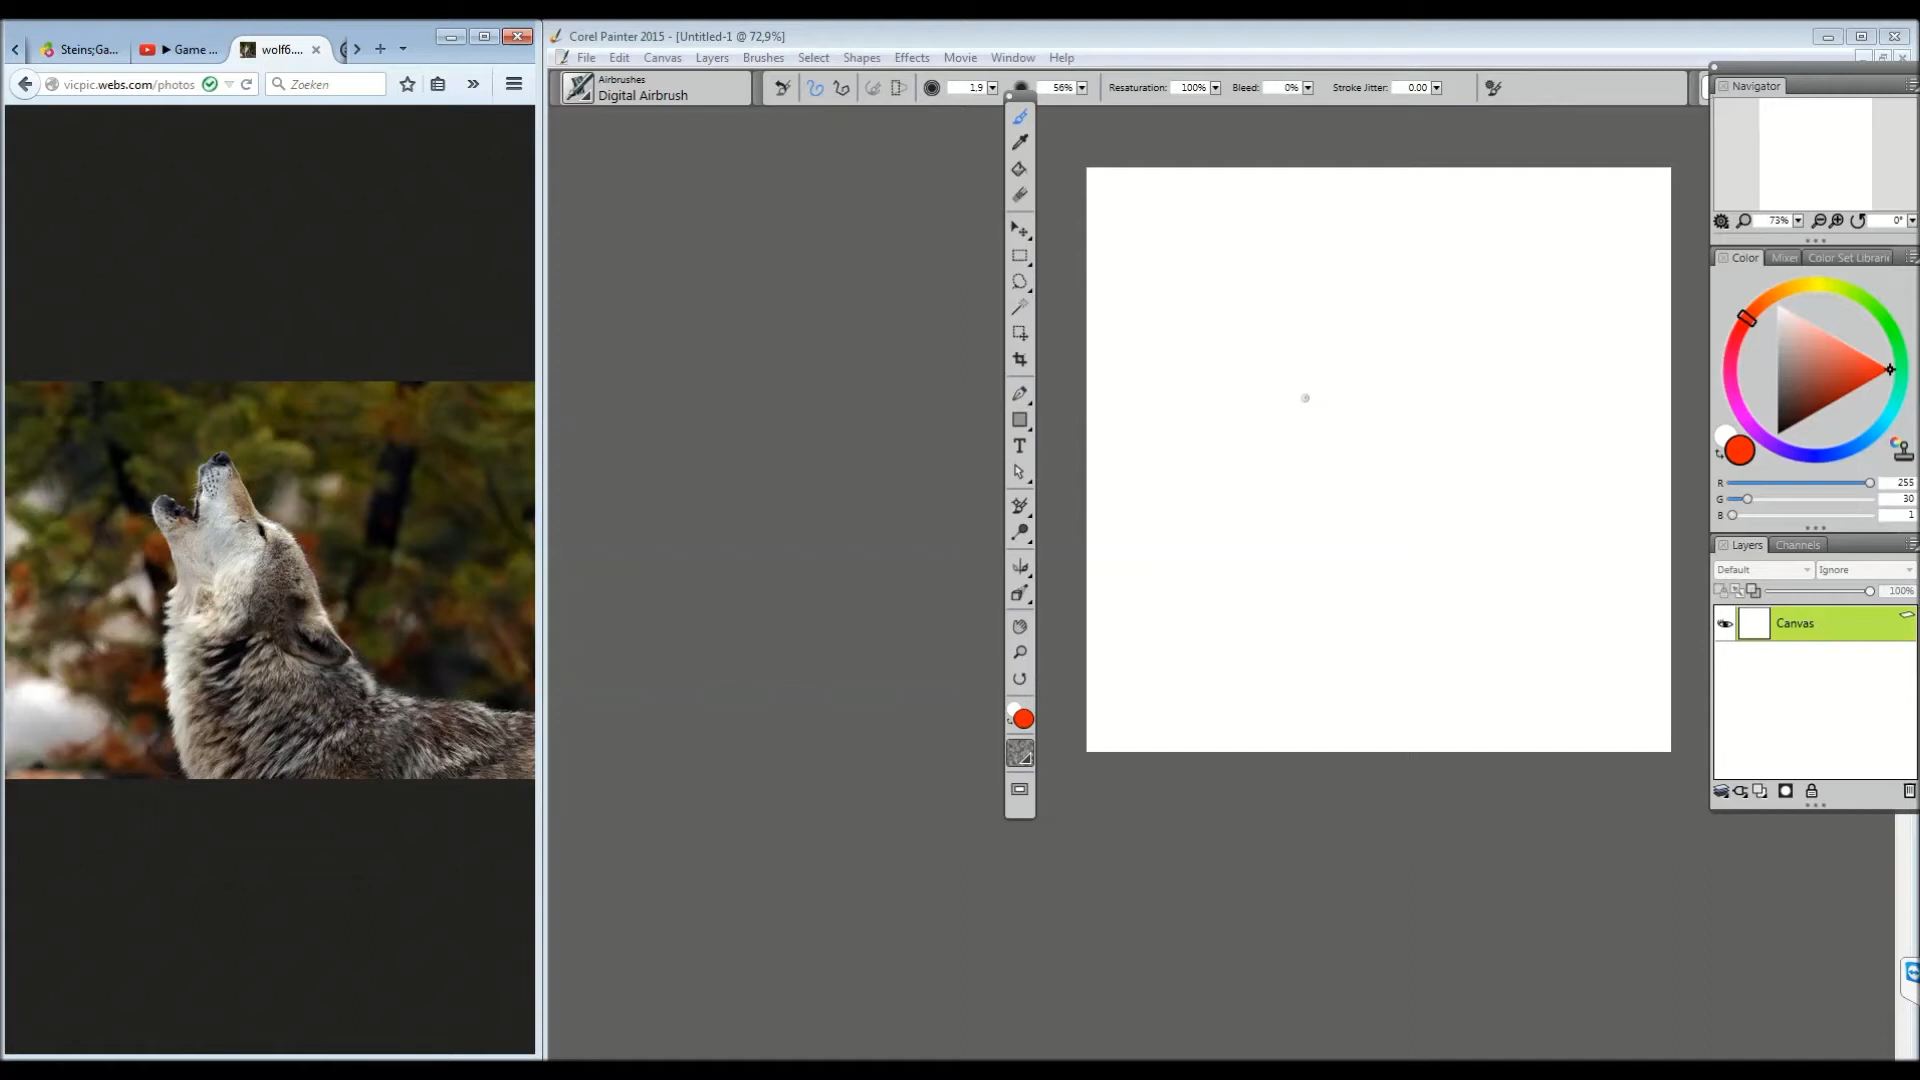 Steins;Ga...
Game ...
wolf6....
vicpic.webs.com/photos
Zoeken
Corel Painter 2015 - [Untitled-1 @ 72,9%]
File Edit Canvas Layers Brushes Select Shapes Effects Movie Window Help
Airbrushes
Digital Airbrush
1.9
56%
Resaturation: 100%
Bleed: 0%
Stroke Jitter: 0.00
Navigator
73%
0°
Color Mixer Color Set Librari
R 255
G 30
B 1
Layers Channels
Default Ignore
100%
Canvas
T